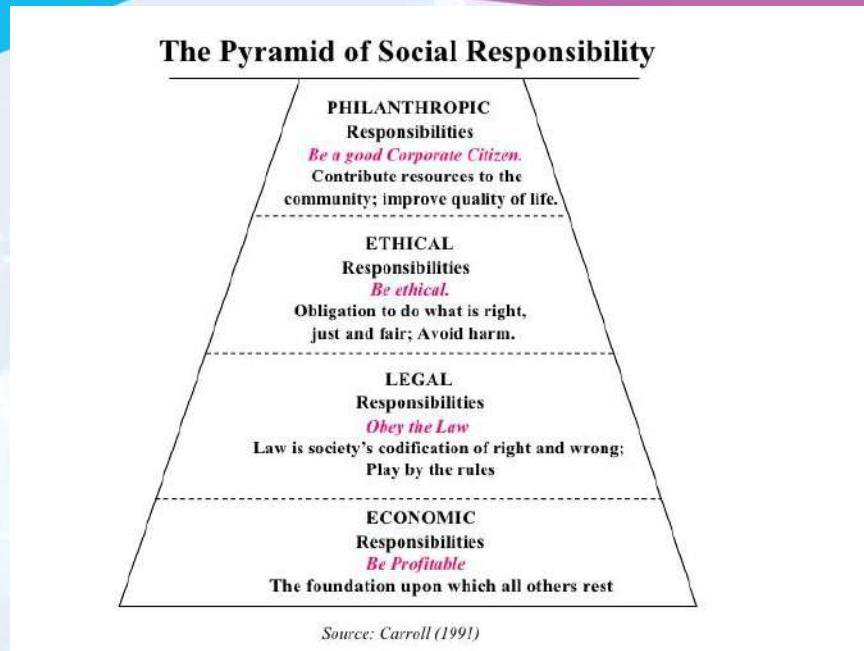 The Pyramid of Social Responsibility
PHILANTHROPIC
Responsibilities
Be a good Corporate Citizen.
Contribute resources to the
community; improve quality of life.
ETHICAL
Responsibilities
Be ethical.
Obligation to do what is right,
just and fair; Avoid harm.
LEGAL
Responsibilities
Obey the Law
Law is society's codification of right and wrong;
Play by the rules
ECONOMIC
Responsibilities
Be Profitable
The foundation upon which all others rest
Source: Carroll (1991)